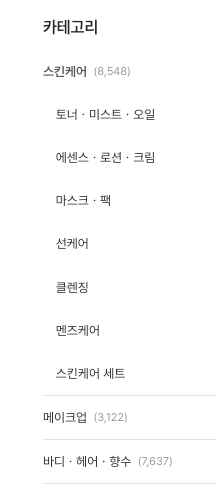 카테고리
스킨케어 (8,548)
토너 · 미스트 · 오일
에센스 · 로션 · 크림
마스크 · 팩
선케어
클렌징
멘즈케어
스킨케어 세트
메이크업 (3,122)
바디 · 헤어 · 향수 (7,637)